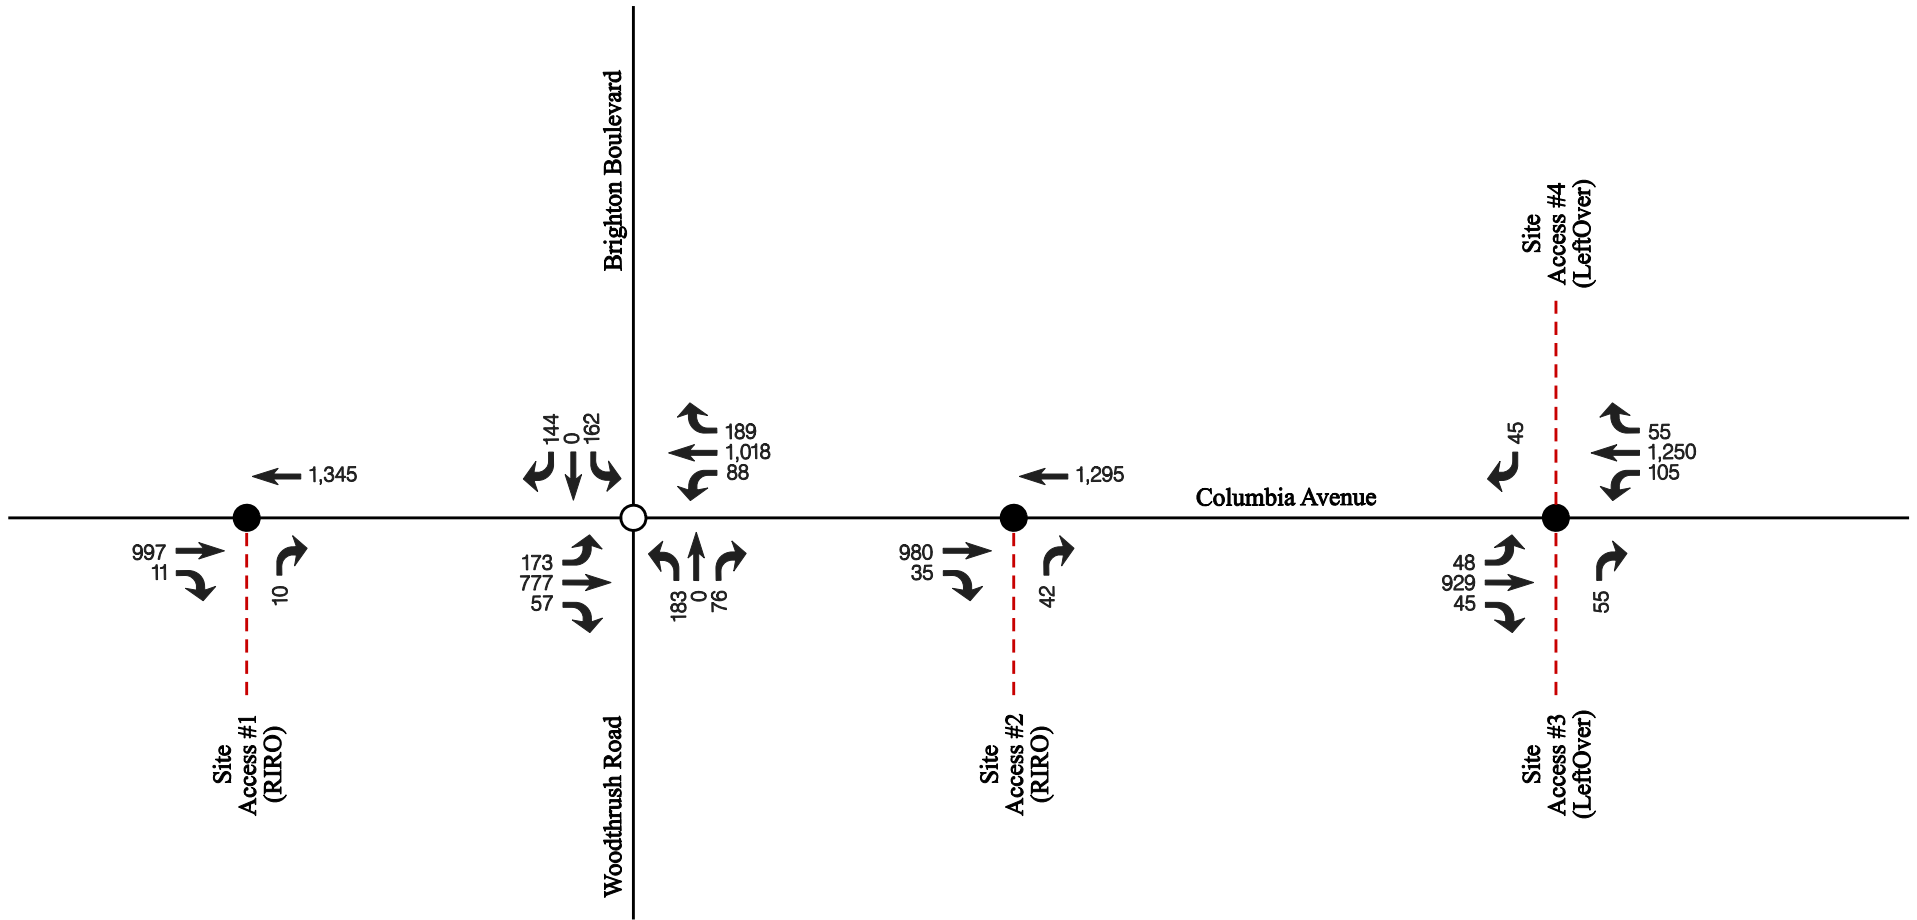 Brighton Boulevard
Site
Access #4
(LeftOver)
144
0
162
189
1,018
88
45
55
1,250
105
1,345
1,295
Columbia Avenue
997
11
10
173
777
57
183
0
76
980
35
42
48
929
45
55
Site
Access #1
(RIRO)
Woodthrush Road
Site
Access #2
(RIRO)
Site
Access #3
(LeftOver)